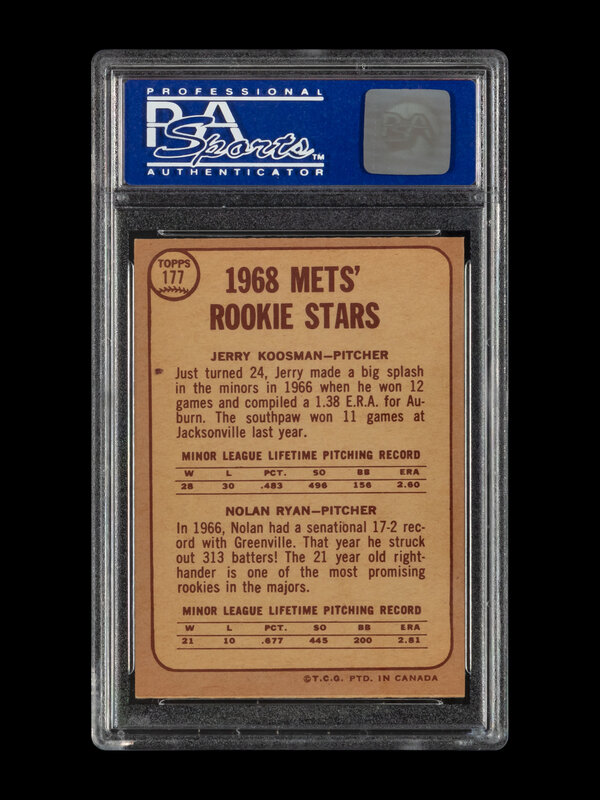 PROFESSIONAL
PSA
Sports™
AUTHENTICATOR
PSA
TOPPS
177
1968 METS'
ROOKIE STARS
JERRY KOOSMAN—PITCHER
Just turned 24, Jerry made a big splash
in the minors in 1966 when he won 12
games and compiled a 1.38 E.R.A. for Au-
burn. The southpaw won 11 games at
Jacksonville last year.
MINOR LEAGUE LIFETIME PITCHING RECORD
W L PCT. SO BB ERA
28 30 .483 496 156 2.60
NOLAN RYAN—PITCHER
In 1966, Nolan had a senational 17-2 rec-
ord with Greenville. That year he struck
out 313 batters! The 21 year old right-
hander is one of the most promising
rookies in the majors.
MINOR LEAGUE LIFETIME PITCHING RECORD
W L PCT. SO BB ERA
21 10 .677 445 200 2.81
©T.C.G. PTD. IN CANADA